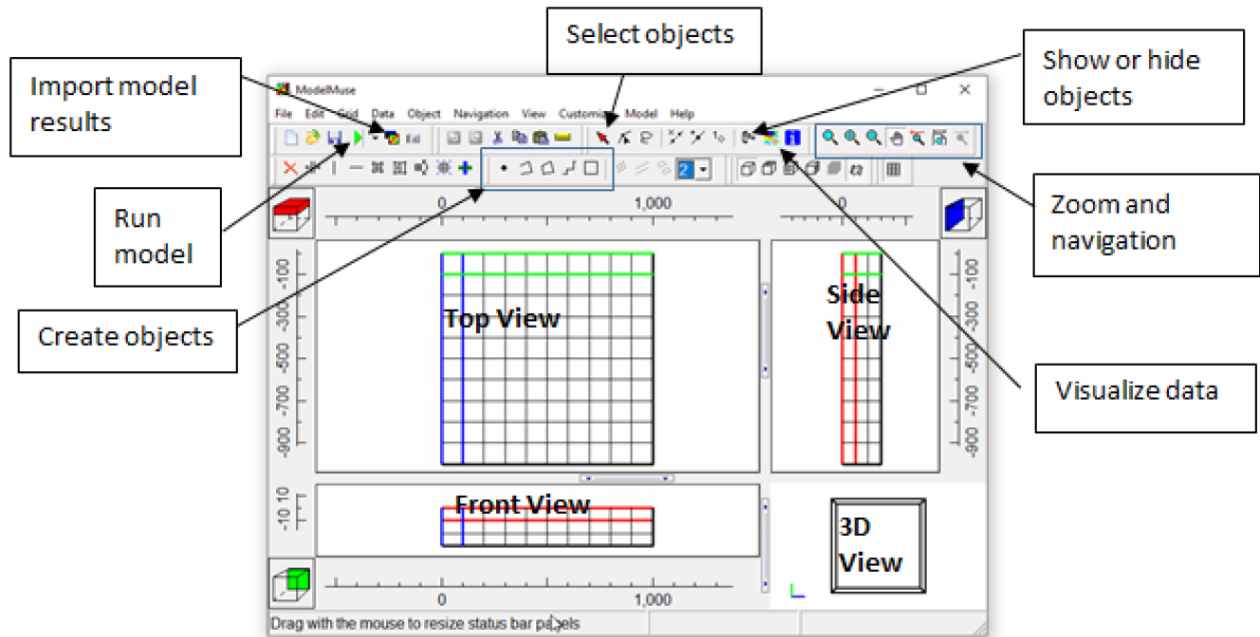 Select objects
Import model
results
Show or hide
objects
ModelMuse
File Edit Grid Data Object Navigation View Customize Model Help
2
Run
model
Zoom and
navigation
0
1,000
0
-100
-300
-500
-700
-900
Top View
Side
View
-100
-300
-500
-700
-900
Create objects
Visualize data
10
-10
Front View
3D
View
0
1,000
Drag with the mouse to resize status bar panels